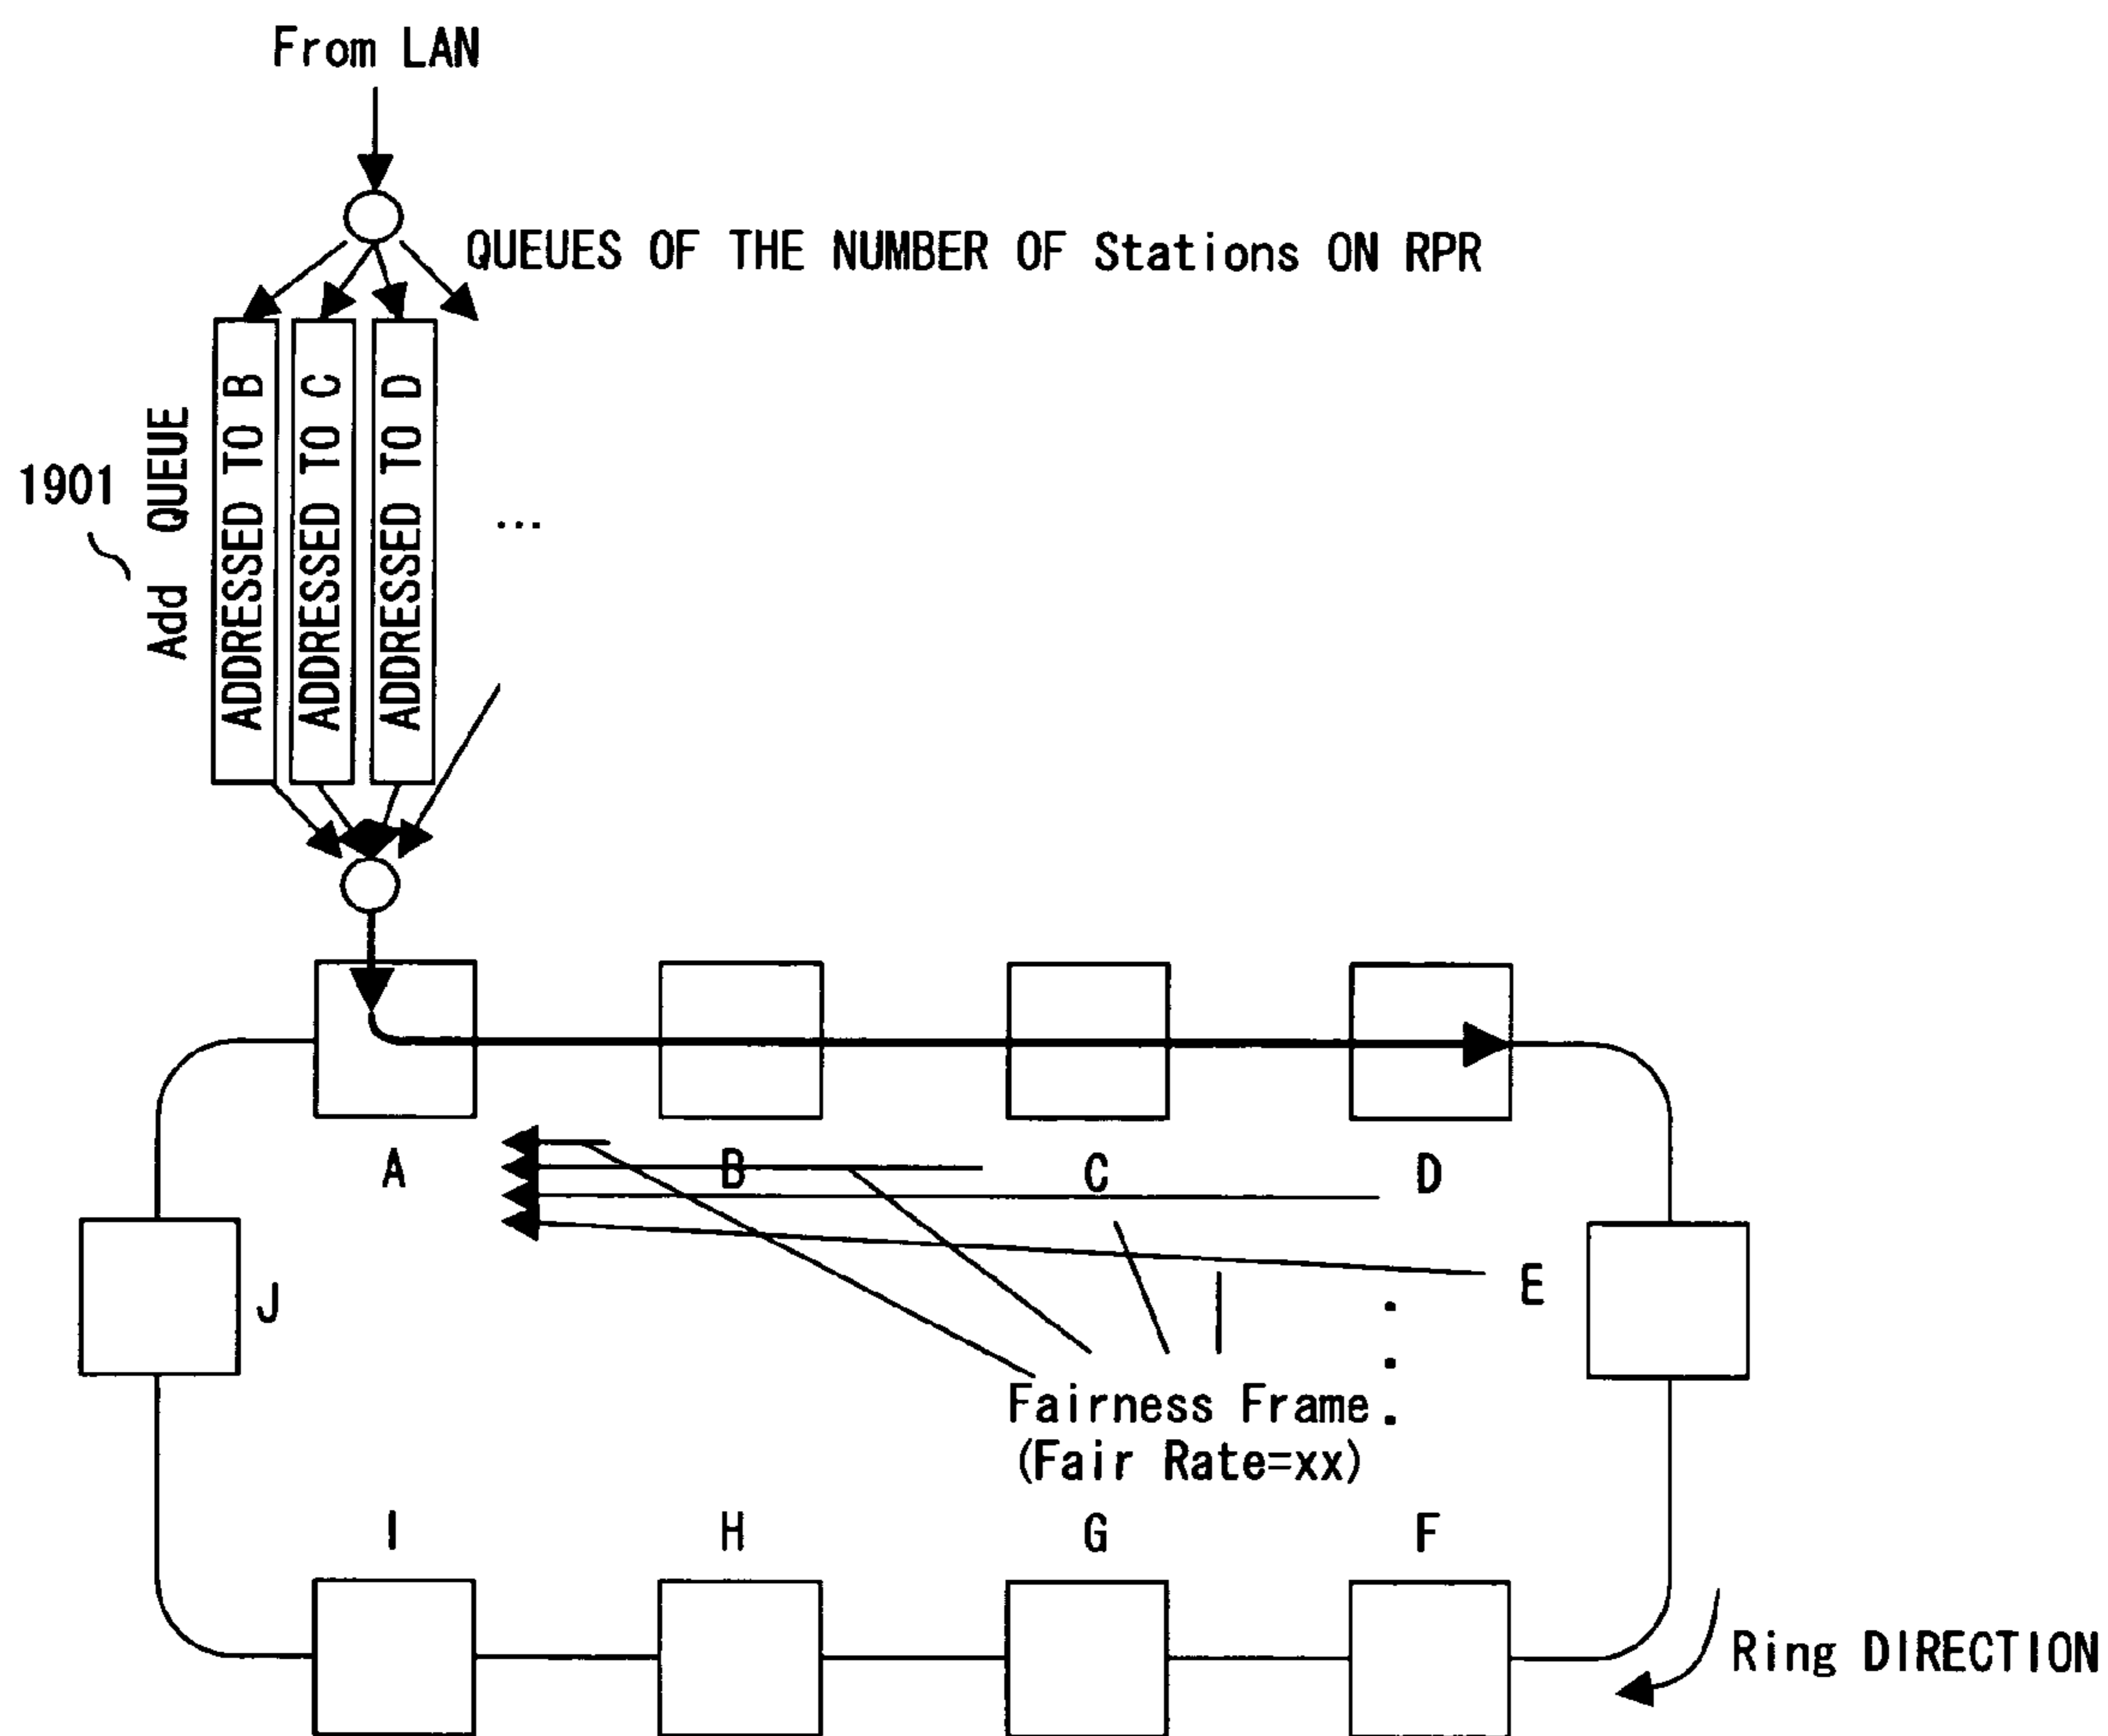 From LAN
QUEUES OF THE NUMBER OF Stations ON RPR
1901
Add QUEUE
ADDRESSED TO B
ADDRESSED TO C
ADDRESSED TO D
...
A
B
C
D
J
E
Fairness Frame
(Fair Rate=xx)
I
H
G
F
Ring DIRECTION